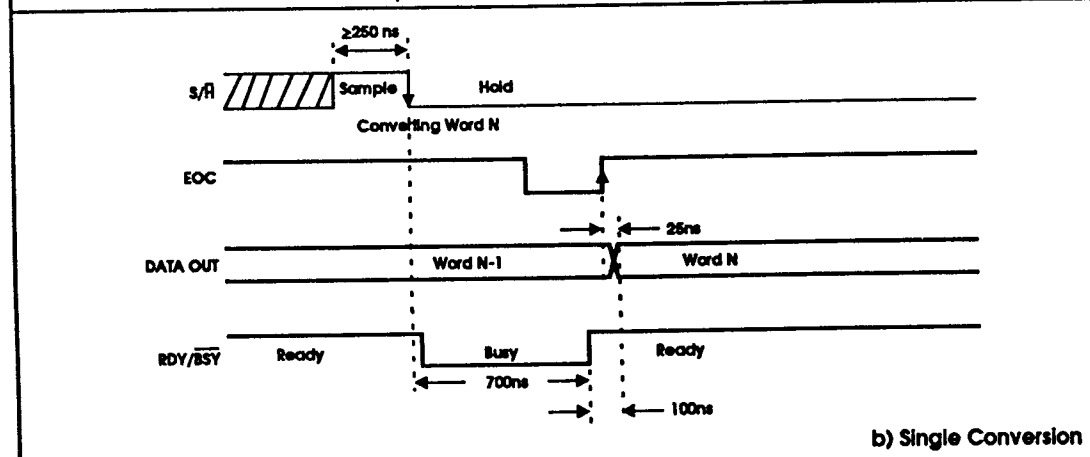 ≥250 ns
S/H̅
Sample
Hold
Converting Word N
EOC
25ns
DATA OUT
Word N-1
Word N
RDY/B̅S̅Y̅
Ready
Busy
Ready
700ns
100ns
b) Single Conversion